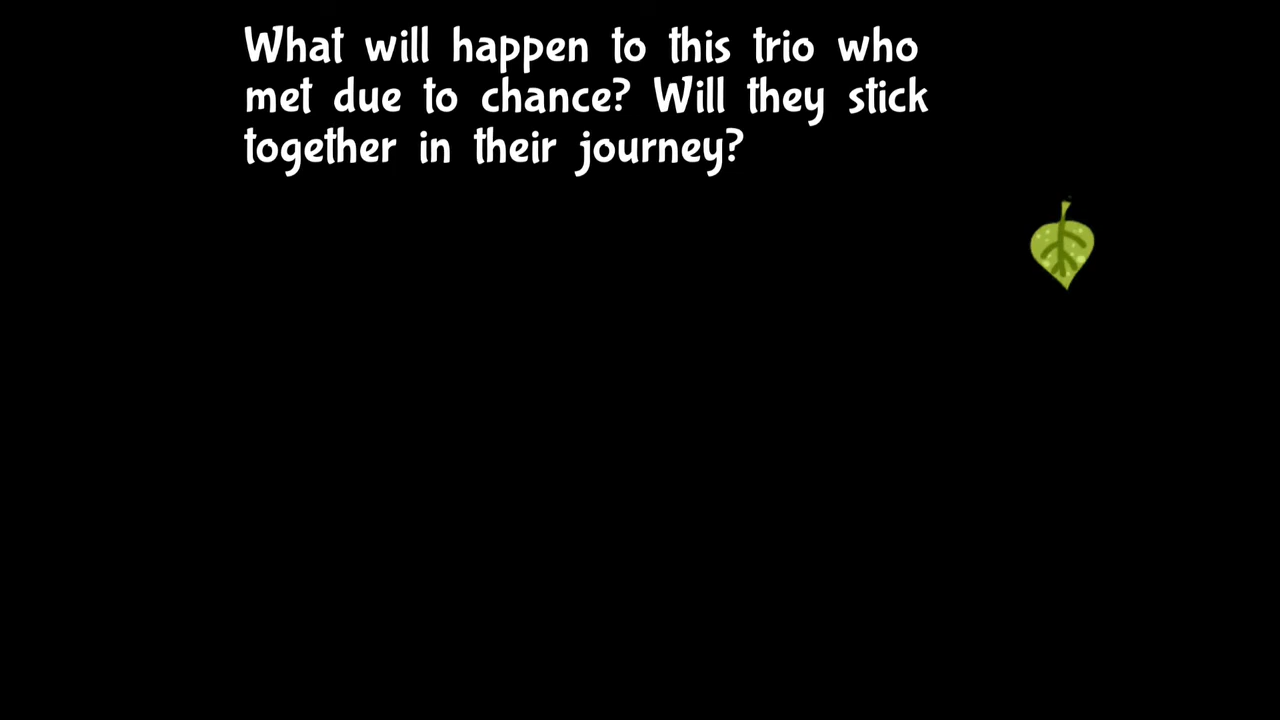 What will happen to this trio who
met due to chance? Will they stick
together in their journey?